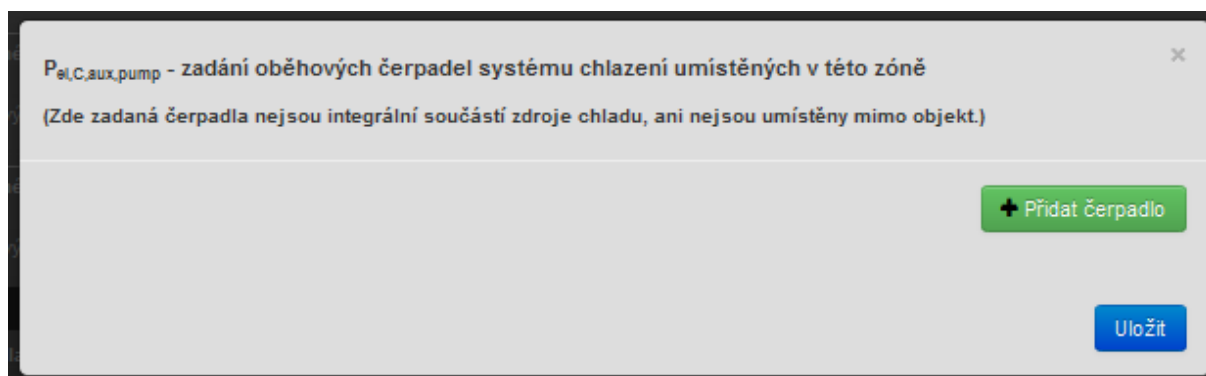 Pel,C,aux,pump - zadání oběhových čerpadel systému chlazení umístěných v této zóně
×
(Zde zadaná čerpadla nejsou integrální součástí zdroje chladu, ani nejsou umístěny mimo objekt.)
+ Přidat čerpadlo
Uložit